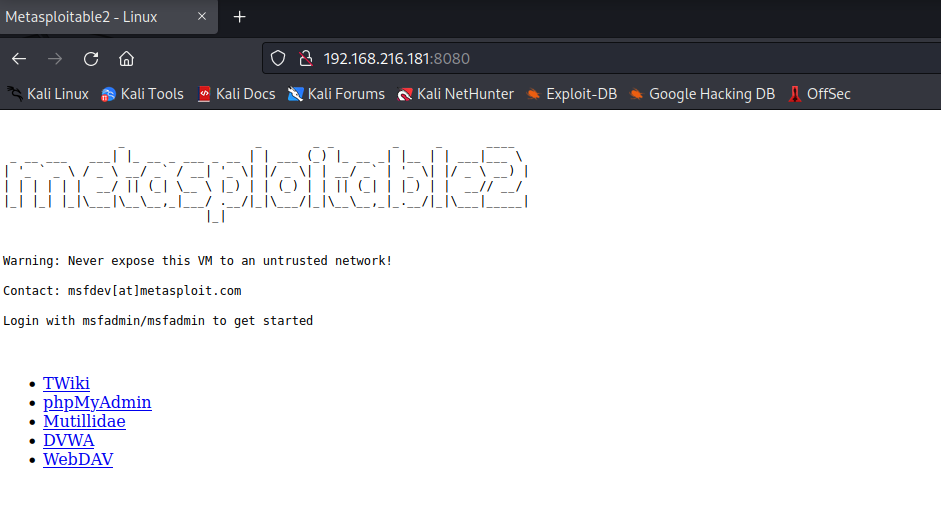 Metasploitable2 - Linux
192.168.216.181:8080
Kali Linux Kali Tools Kali Docs Kali Forums Kali NetHunter Exploit-DB Google Hacking DB OffSec
metasploitable2
Warning: Never expose this VM to an untrusted network!
Contact: msfdev[at]metasploit.com
Login with msfadmin/msfadmin to get started
TWiki
phpMyAdmin
Mutillidae
DVWA
WebDAV